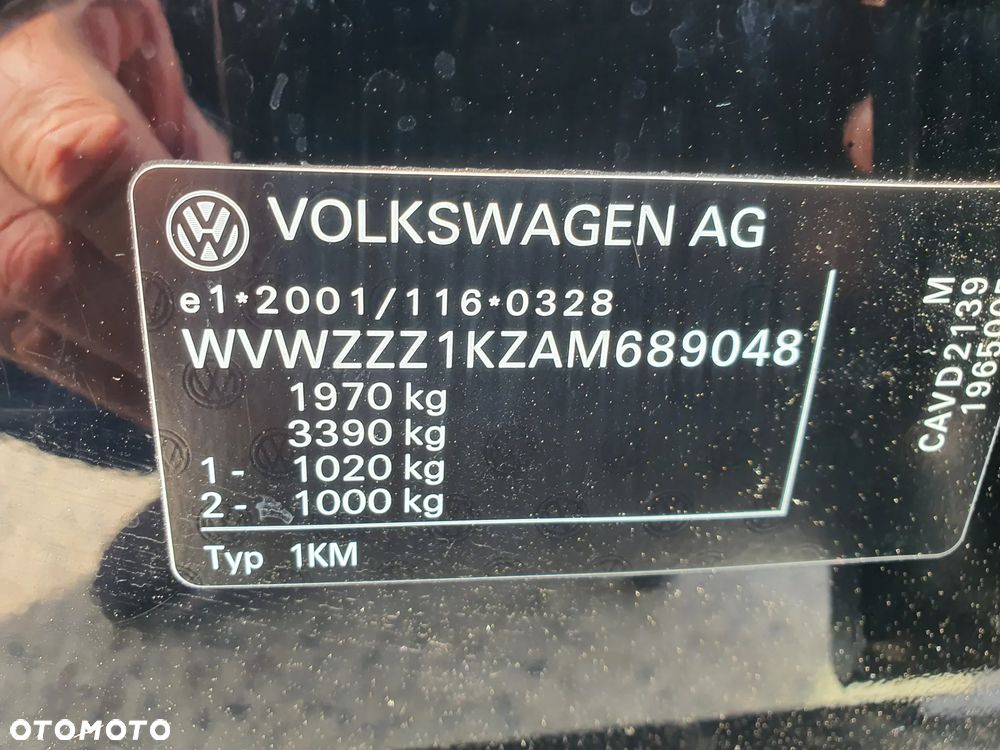 VOLKSWAGEN AG
e1*2001/116*0328
WVWZZZ1KZAM689048
1970 kg
3390 kg
1- 1020 kg
2- 1000 kg
Typ 1KM
CAVD2139
M
OTOMOTO